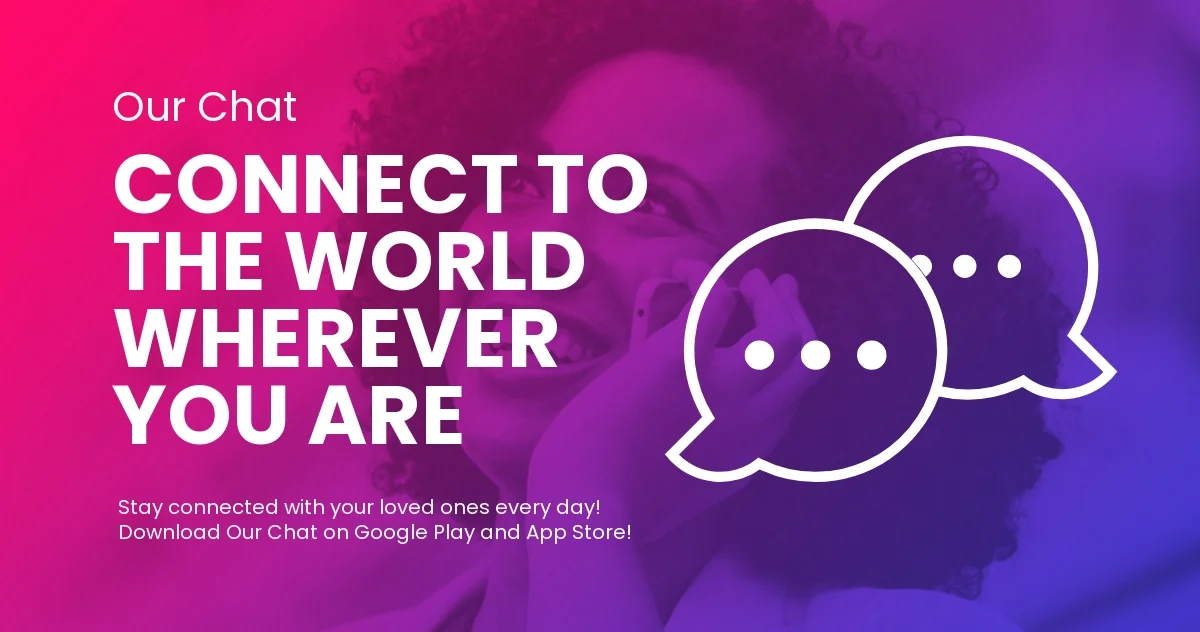 Our Chat
CONNECT TO
THE WORLD
WHEREVER
YOU ARE
Stay connected with your loved ones every day!
Download Our Chat on Google Play and App Store!